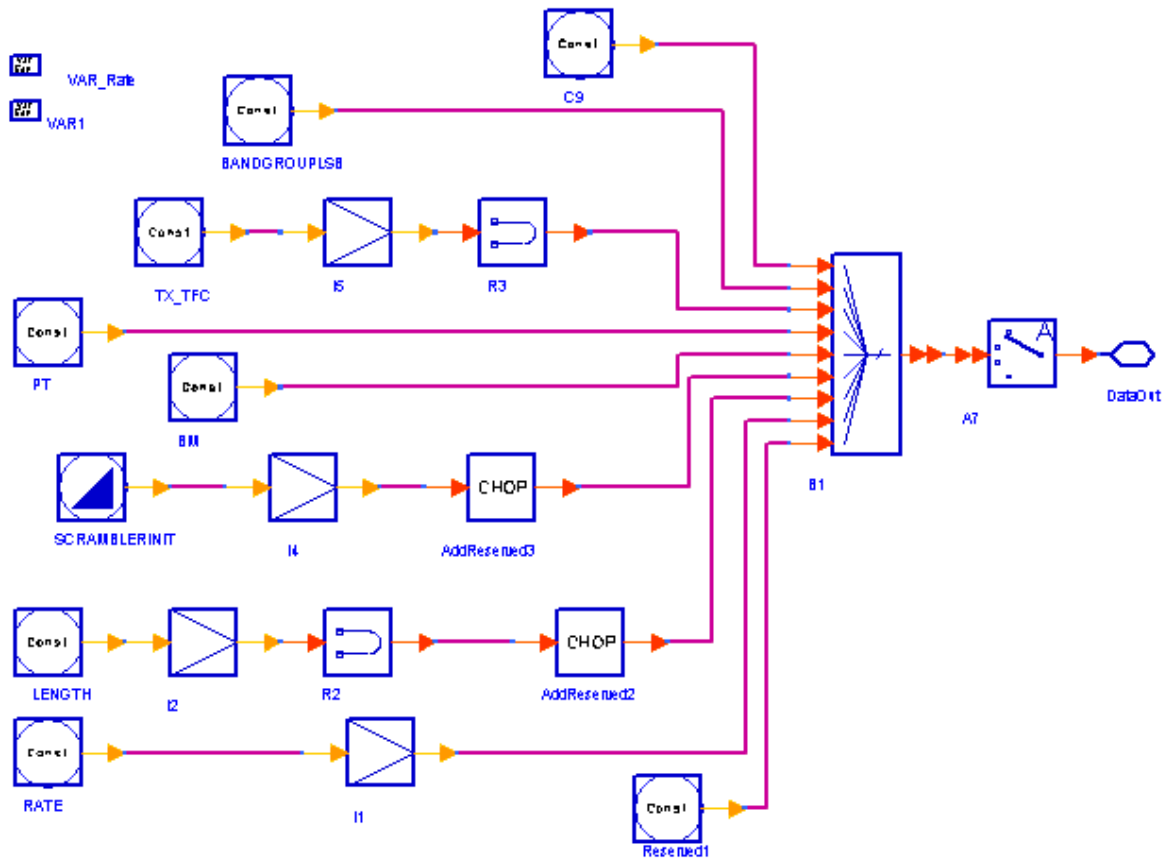 Const
C9
VAR_Rate
VAR1
Const
BANDGROUPLSB
Const
TX_TFC
I5
R3
Const
PT
Const
BM
A
A7
DataOut
B1
SCRAMBLERINIT
I4
CHOP
AddReserved3
Const
LENGTH
I2
R2
CHOP
AddReserved2
Const
RATE
I1
Const
Reserved1